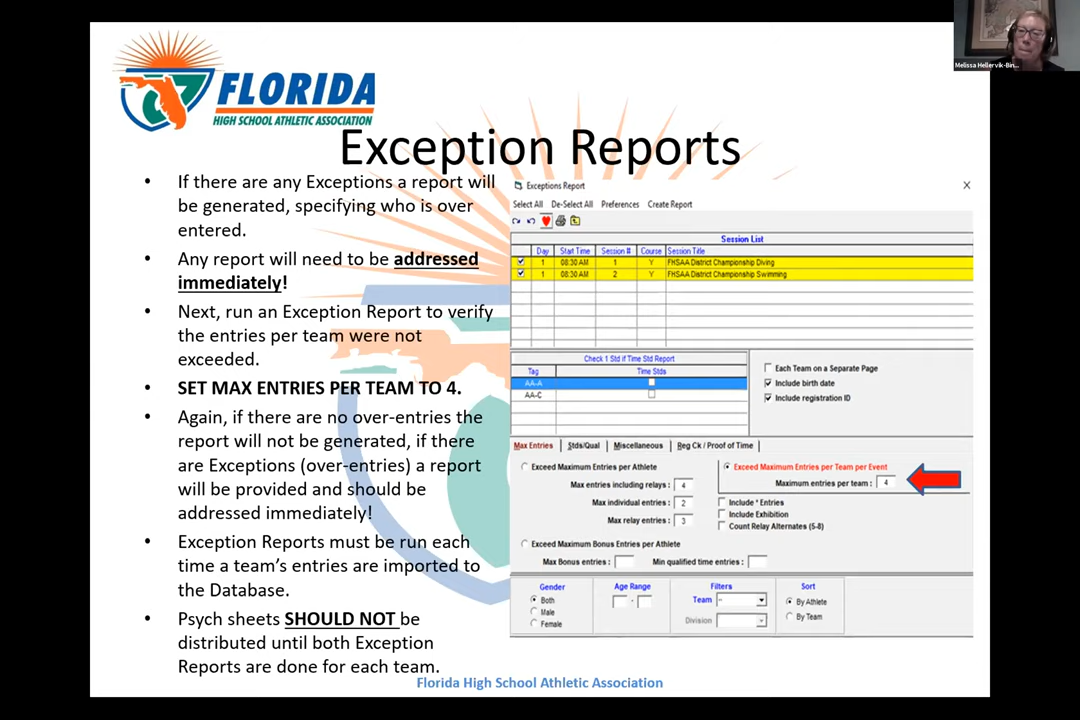 Melissa Hellervik-Bin...
FLORIDA
HIGH SCHOOL ATHLETIC ASSOCIATION
Exception Reports
• If there are any Exceptions a report will
be generated, specifying who is over
entered.
• Any report will need to be addressed
immediately!
• Next, run an Exception Report to verify
the entries per team were not
exceeded.
• SET MAX ENTRIES PER TEAM TO 4.
• Again, if there are no over-entries the
report will not be generated, if there
are Exceptions (over-entries) a report
will be provided and should be
addressed immediately!
• Exception Reports must be run each
time a team's entries are imported to
the Database.
• Psych sheets SHOULD NOT be
distributed until both Exception
Reports are done for each team.
Exceptions Report
Select All De-Select All Preferences Create Report
Session List
Day Start Time Session # Course Session Title
1 08:30 AM 1 Y FHSAA District Championship Diving
1 08:30 AM 2 Y FHSAA District Championship Swimming
Check 1 Std if Time Std Report
Tag Time Stds
AA-A
AA-C
Each Team on a Separate Page
Include birth date
Include registration ID
Max Entries Stds/Qual Miscellaneous Reg Ck / Proof of Time
Exceed Maximum Entries per Athlete
Max entries including relays : 4
Max individual entries : 2
Max relay entries : 3
Exceed Maximum Entries per Team per Event
Maximum entries per team : 4
Include * Entries
Include Exhibition
Count Relay Alternates (5-8)
Exceed Maximum Bonus Entries per Athlete
Max Bonus entries : Min qualified time entries :
Gender
Both
Male
Female
Age Range
-
Filters
Team
Division
Sort
By Athlete
By Team
Florida High School Athletic Association